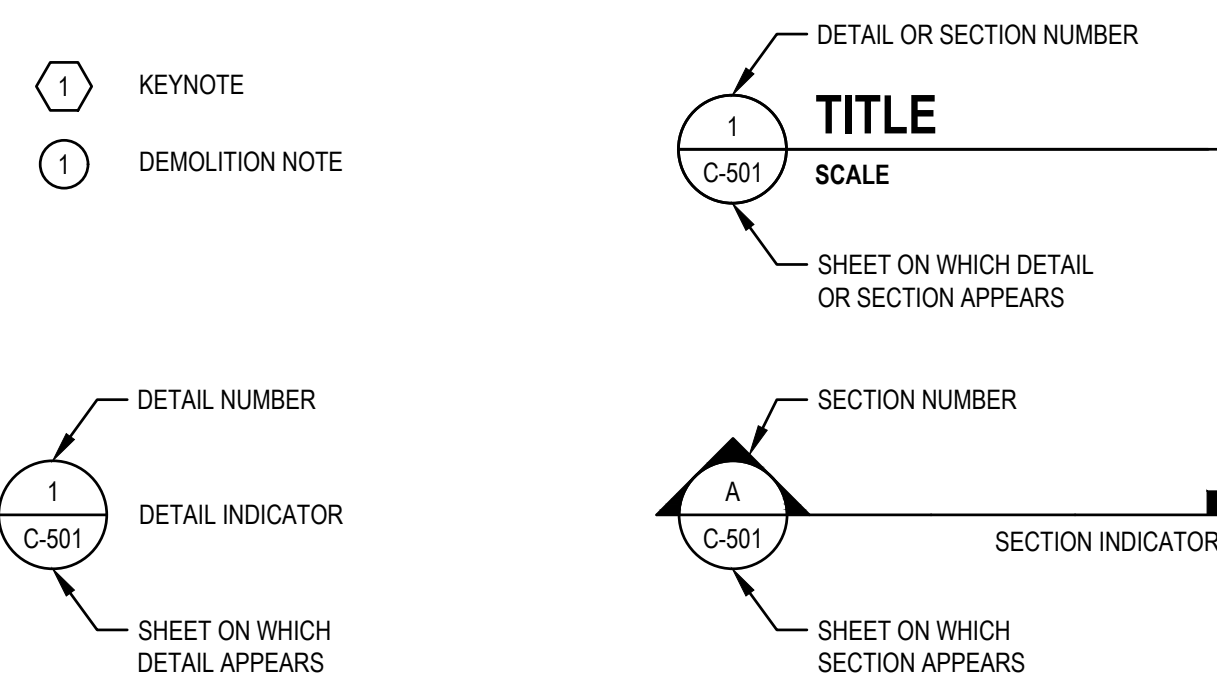 1
KEYNOTE
1
DEMOLITION NOTE
DETAIL OR SECTION NUMBER
1
TITLE
C-501
SCALE
SHEET ON WHICH DETAIL
OR SECTION APPEARS
DETAIL NUMBER
1
DETAIL INDICATOR
C-501
SHEET ON WHICH
DETAIL APPEARS
SECTION NUMBER
A
C-501
SECTION INDICATOR
SHEET ON WHICH
SECTION APPEARS